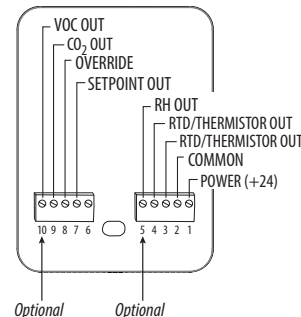 VOC OUT
CO₂ OUT
OVERRIDE
SETPOINT OUT
RH OUT
RTD/THERMISTOR OUT
RTD/THERMISTOR OUT
COMMON
POWER (+24)
10 9 8 7 6 5 4 3 2 1
Optional Optional